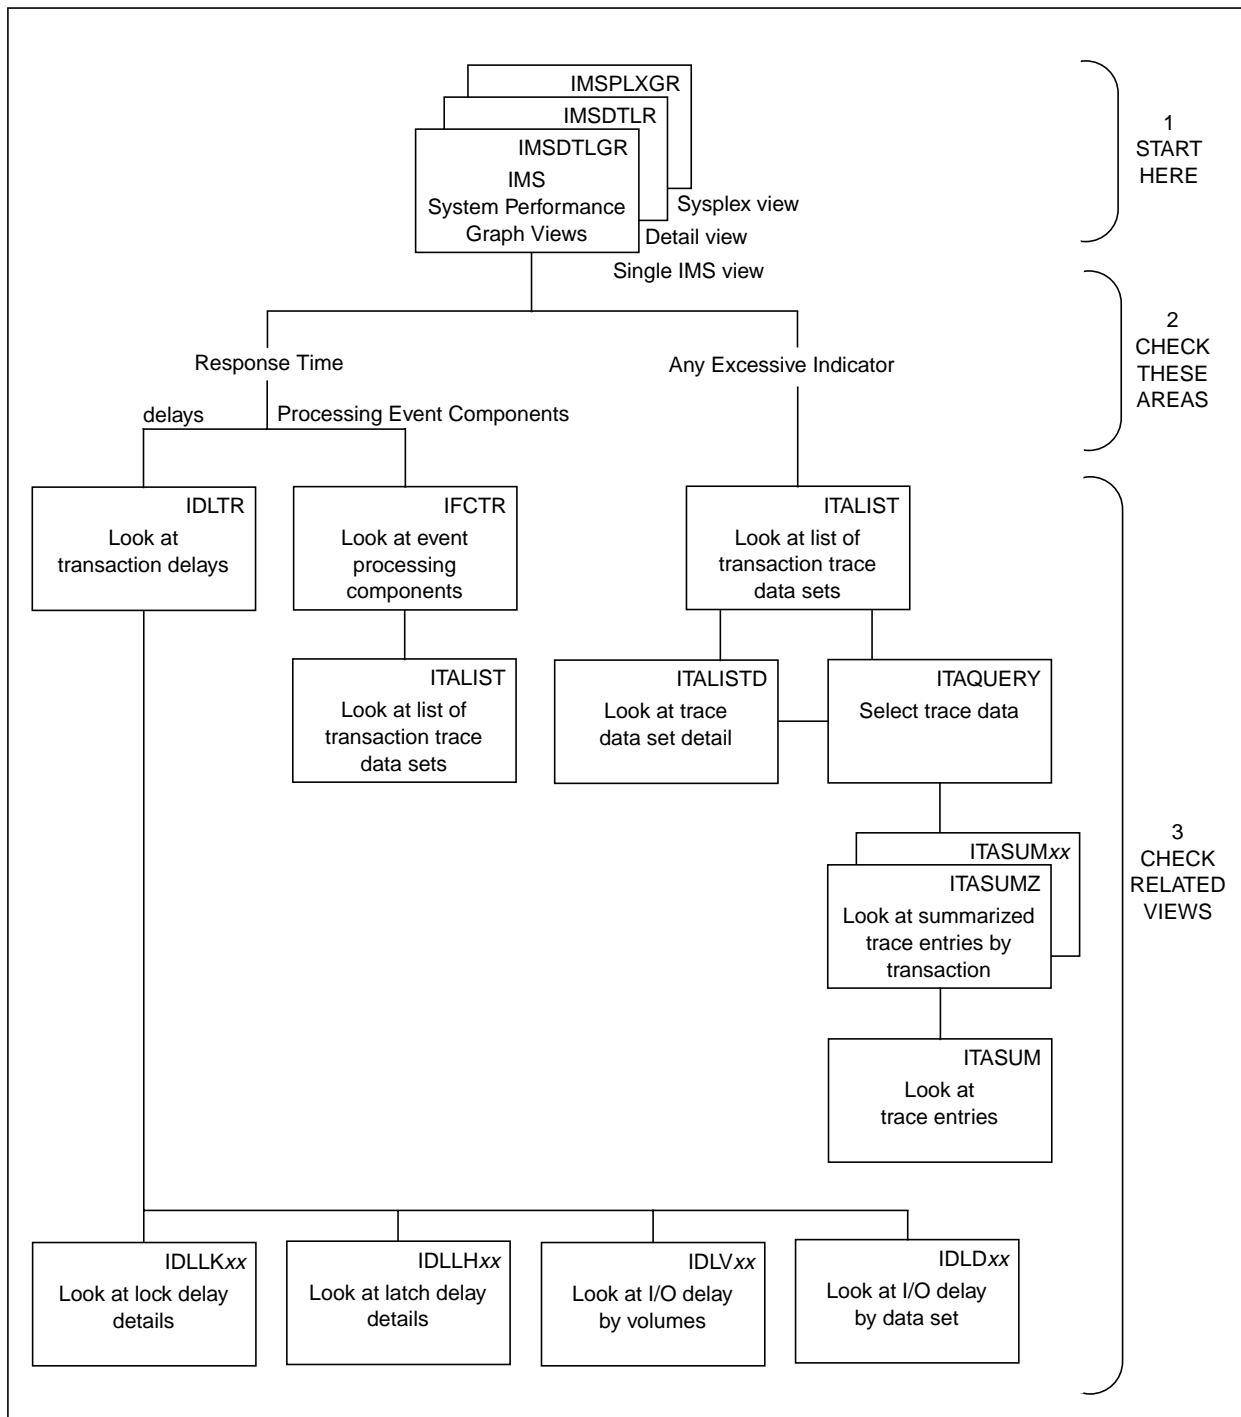 IMSPLXGR
IMSDTLR
IMSDTLGR
IMS
System Performance
Graph Views
Sysplex view
Detail view
Single IMS view
1
START
HERE
Response Time
Any Excessive Indicator
delays
Processing Event Components
2
CHECK
THESE
AREAS
IDLTR
Look at
transaction delays
IFCTR
Look at event
processing
components
ITALIST
Look at list of
transaction trace
data sets
ITALIST
Look at list of
transaction trace
data sets
ITALISTD
Look at trace
data set detail
ITAQUERY
Select trace data
ITASUMxx
ITASUMZ
Look at summarized
trace entries by
transaction
3
CHECK
RELATED
VIEWS
ITASUM
Look at
trace entries
IDLLKxx
Look at lock delay
details
IDLLHxx
Look at latch delay
details
IDLVxx
Look at I/O delay
by volumes
IDLDxx
Look at I/O delay
by data set